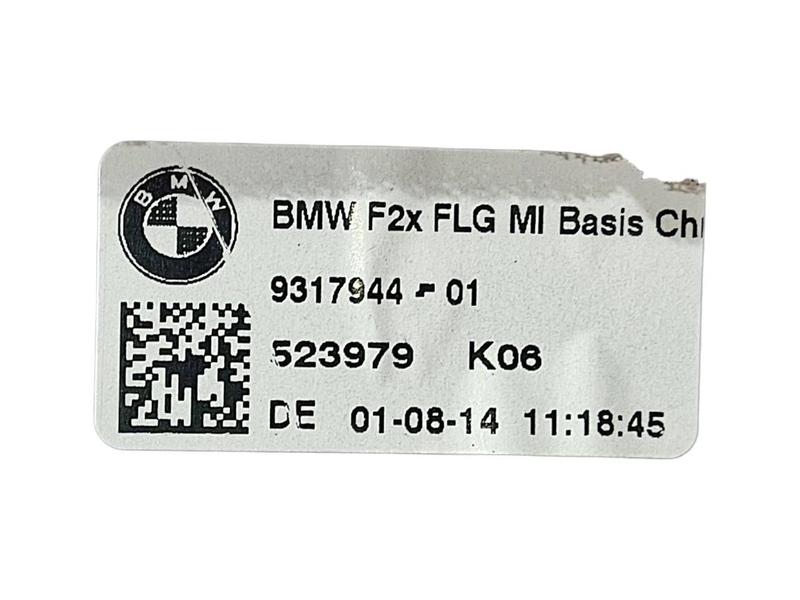 BMW
BMW F2x FLG MI Basis Ch
9317944 - 01
523979 K06
DE 01-08-14 11:18:45